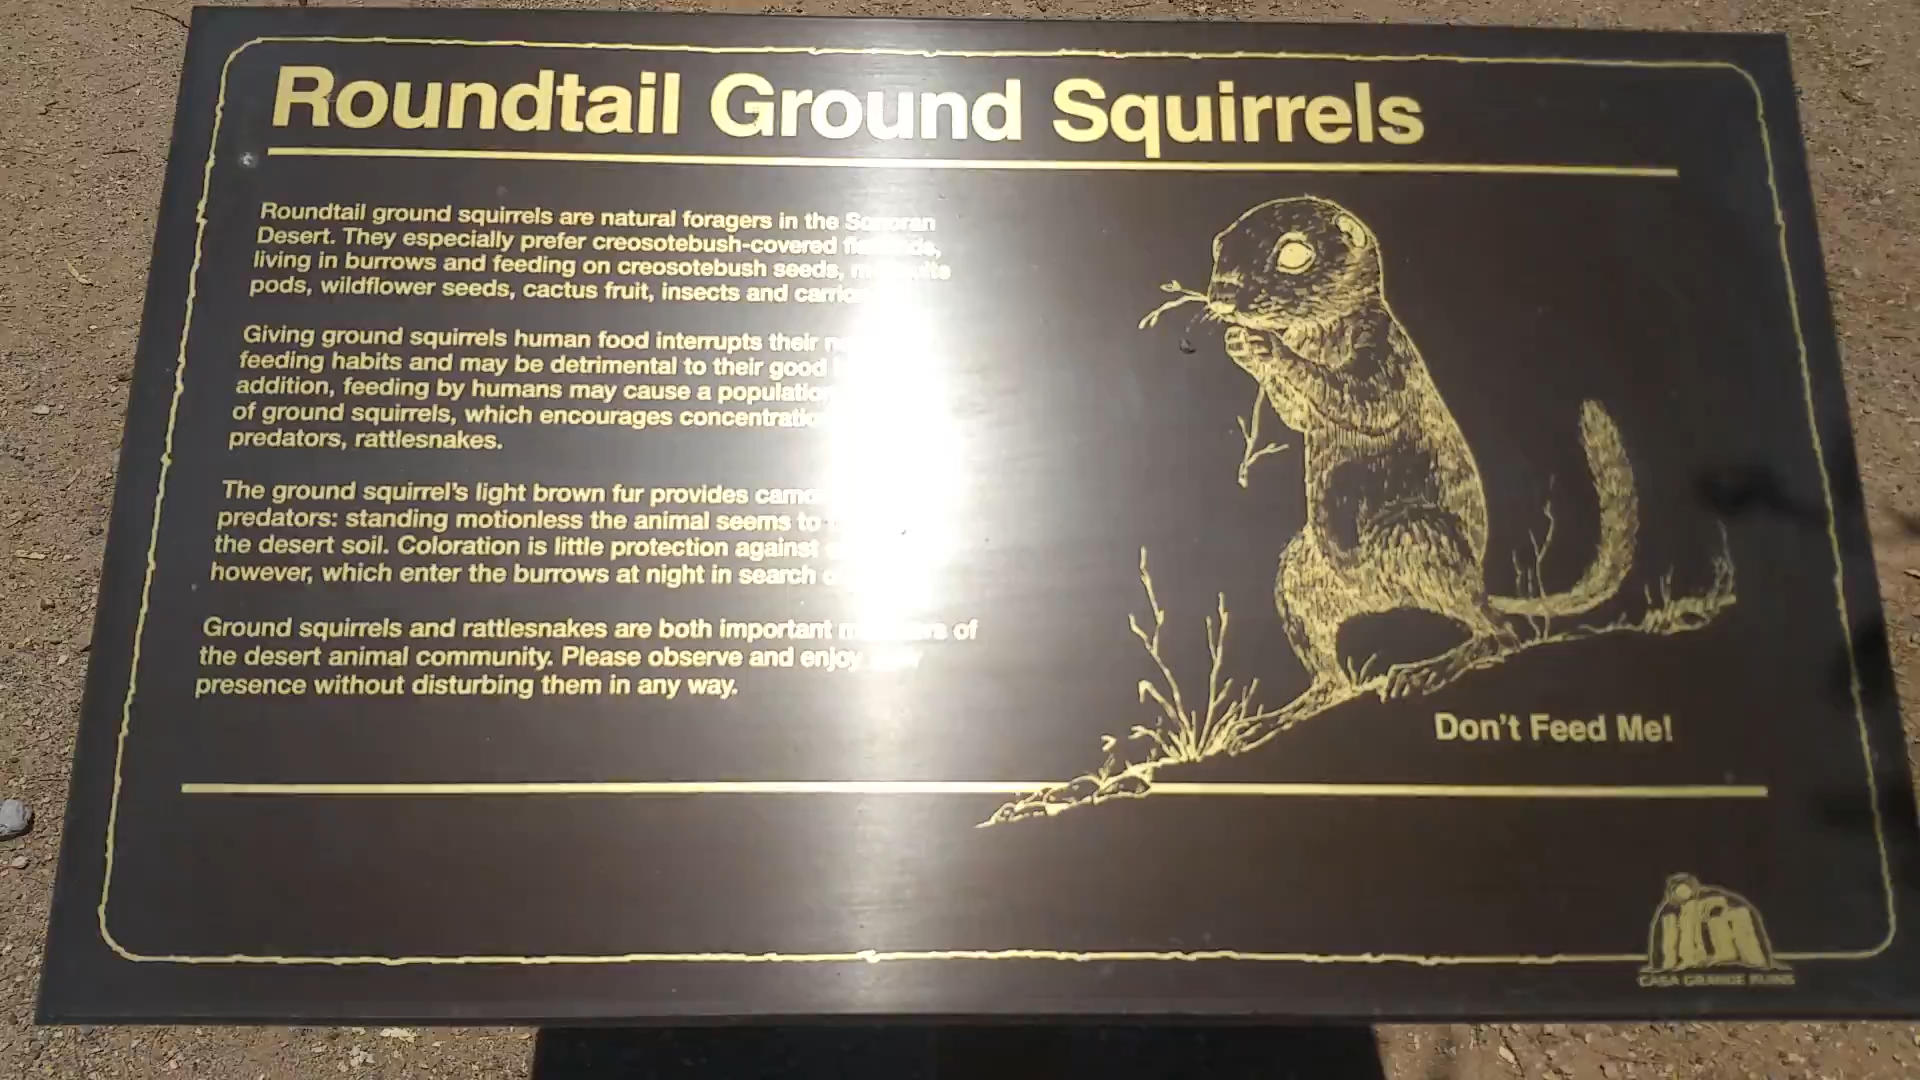 Roundtail Ground Squirrels
Roundtail ground squirrels are natural foragers in the Sonoran
Desert. They especially prefer creosotebush-covered
living in burrows and feeding on creosotebush seeds,
pods, wildflower seeds, cactus fruit, insects and
Giving ground squirrels human food interrupts their
feeding habits and may be detrimental to their good
addition, feeding by humans may cause a population
of ground squirrels, which encourages
predators, rattlesnakes.
The ground squirrel's light brown fur provides
predators: standing motionless the animal seems to
the desert soil. Coloration is little protection against
however, which enter the burrows at night in search
Ground squirrels and rattlesnakes are both important of
the desert animal community. Please observe and enjoy
presence without disturbing them in any way.
Don't Feed Me!
CASA GRANDE RUINS